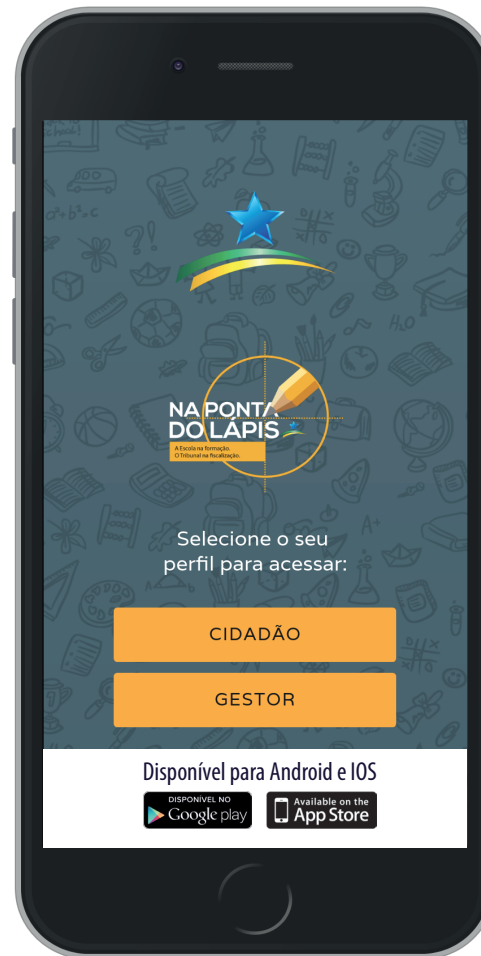 NA PONTA
DO LÁPIS
A Escola na formação.
O Tribunal na fiscalização.
Selecione o seu
perfil para acessar:
CIDADÃO
GESTOR
Disponível para Android e IOS
DISPONÍVEL NO
Google play
Available on the
App Store
H₂O
A+
?!